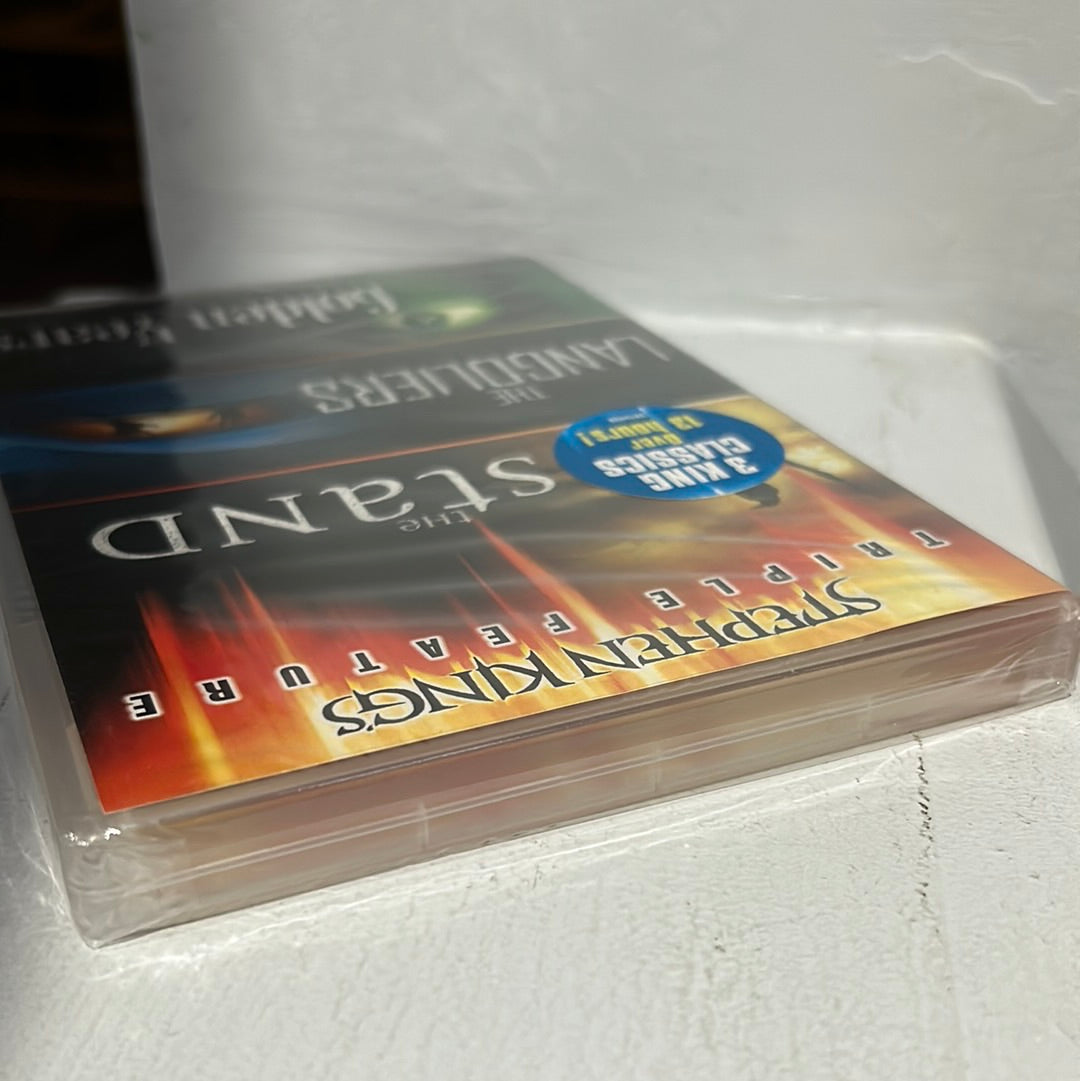 STEPHEN KING'S
TRIPLE FEATURE
THE
STAND
3 KING
CLASSICS
OVER
13 HOURS!
THE
LANGOLIERS
Golden Years